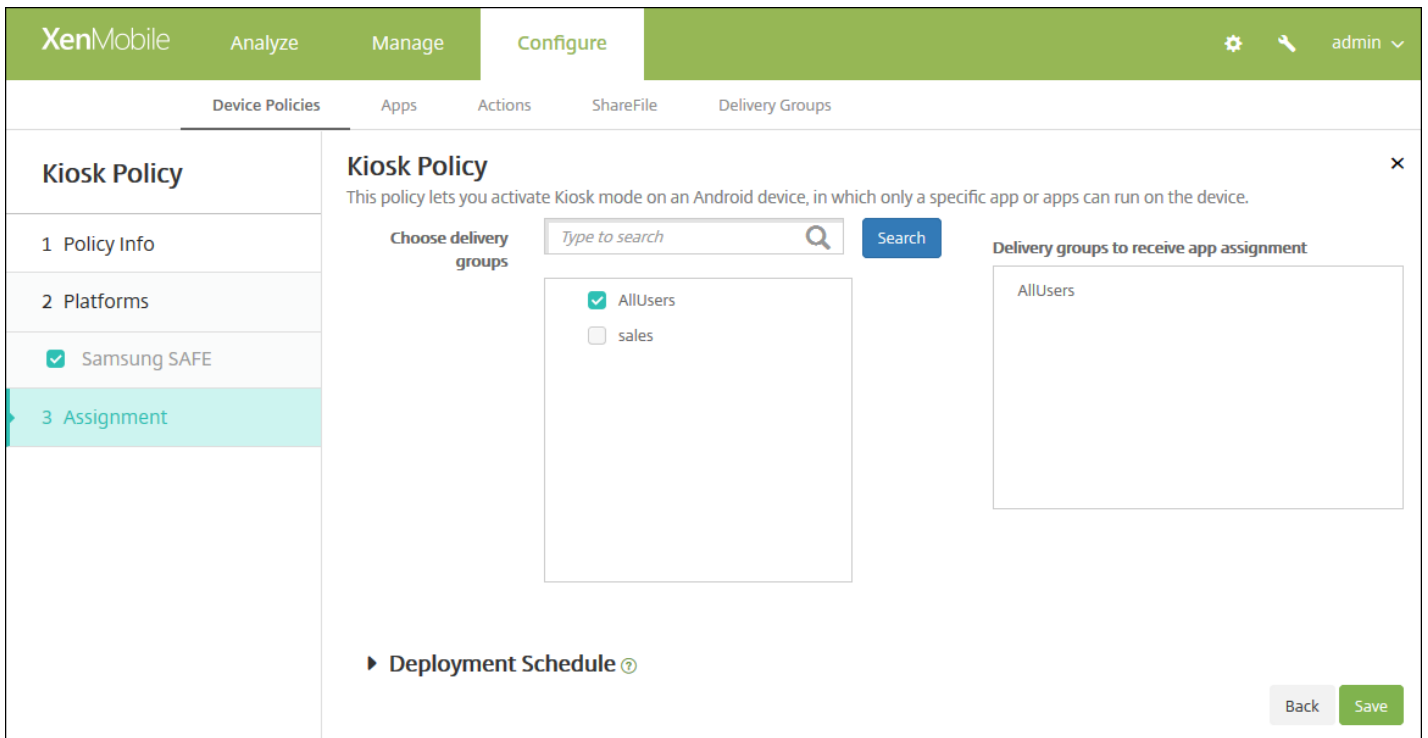 XenMobile Analyze Manage Configure admin
Device Policies Apps Actions ShareFile Delivery Groups
Kiosk Policy
1 Policy Info
2 Platforms
Samsung SAFE
3 Assignment
Kiosk Policy
This policy lets you activate Kiosk mode on an Android device, in which only a specific app or apps can run on the device.
Choose delivery
groups
Type to search
Search
AllUsers
sales
Delivery groups to receive app assignment
AllUsers
Deployment Schedule ?
Back Save